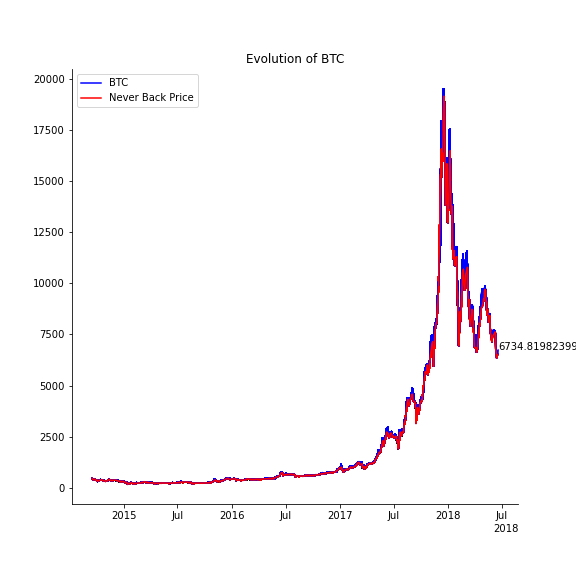 Evolution of BTC
BTC
Never Back Price
20000
17500
15000
12500
10000
7500
5000
2500
0
6734.81982399
2015
Jul
2016
Jul
2017
Jul
2018
Jul
2018